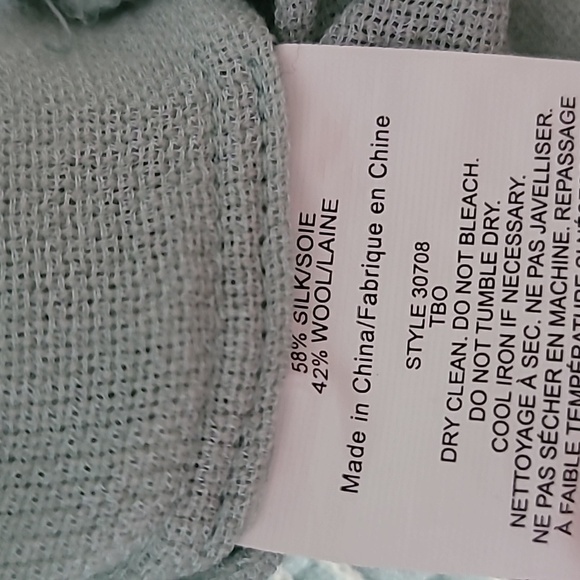 58% SILK/SOIE
42% WOOL/LAINE
Made in China/Fabrique en Chine
STYLE 30708
TBO
DRY CLEAN. DO NOT BLEACH.
DO NOT TUMBLE DRY.
COOL IRON IF NECESSARY.
NETTOYAGE À SEC. NE PAS JAVELLISER.
NE PAS SÉCHER EN MACHINE. REPASSAGE
À FAIBLE TEMPÉRATURE